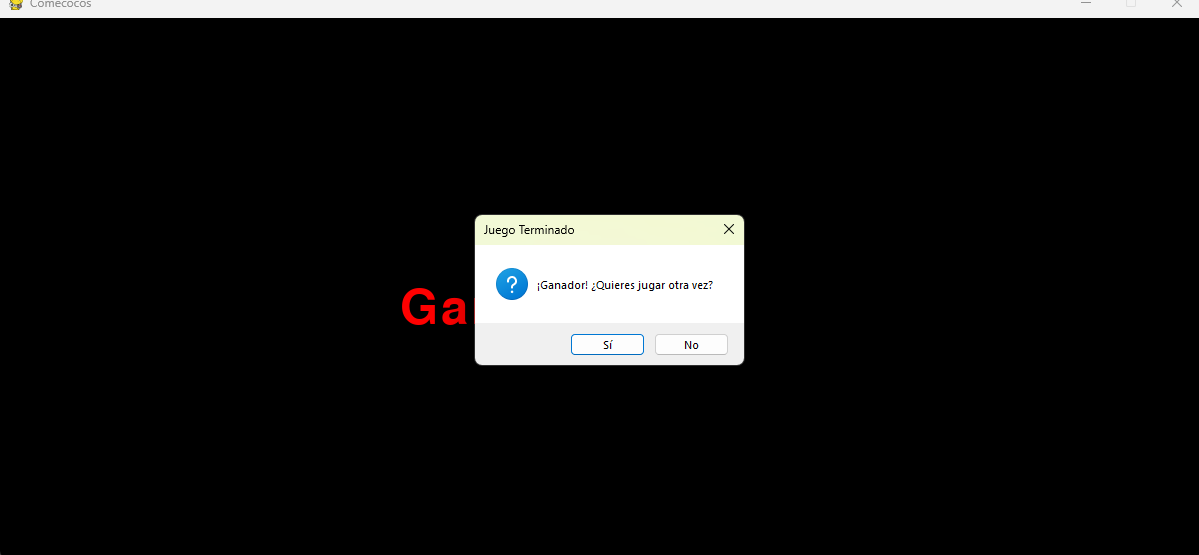 Comecocos
Juego Terminado
¡Ganador! ¿Quieres jugar otra vez?
Ga
Sí
No